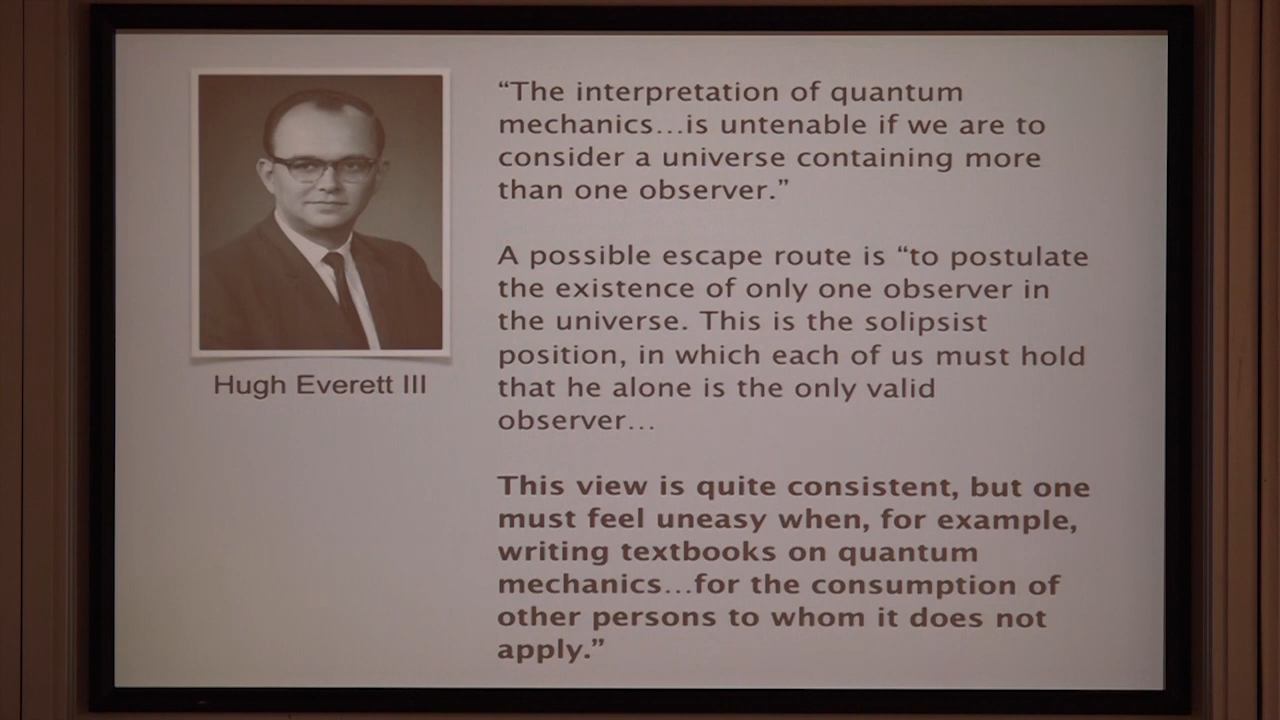 “The interpretation of quantum
mechanics…is untenable if we are to
consider a universe containing more
than one observer.”
A possible escape route is “to postulate
the existence of only one observer in
the universe. This is the solipsist
position, in which each of us must hold
that he alone is the only valid
observer…
This view is quite consistent, but one
must feel uneasy when, for example,
writing textbooks on quantum
mechanics…for the consumption of
other persons to whom it does not
apply.”
Hugh Everett III